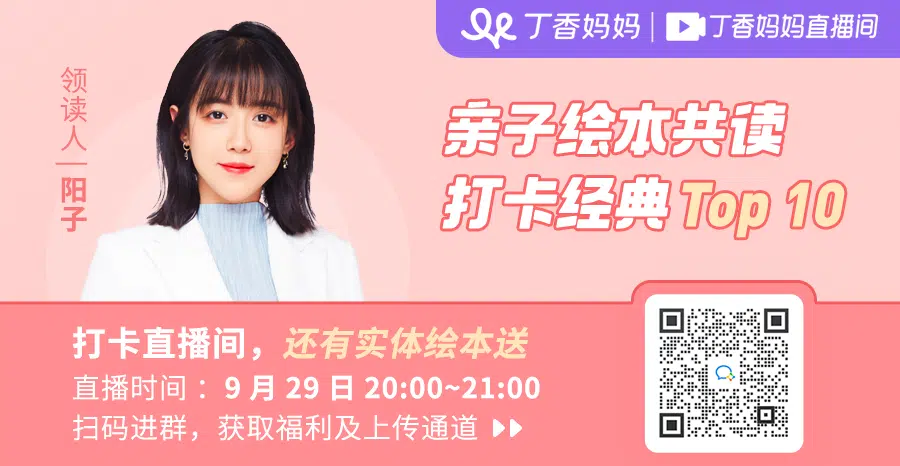 丁香妈妈 | 丁香妈妈直播间
领读人|阳子
亲子绘本共读
打卡经典 Top 10
打卡直播间，还有实体绘本送
直播时间：9 月 29 日 20:00~21:00
扫码进群，获取福利及上传通道